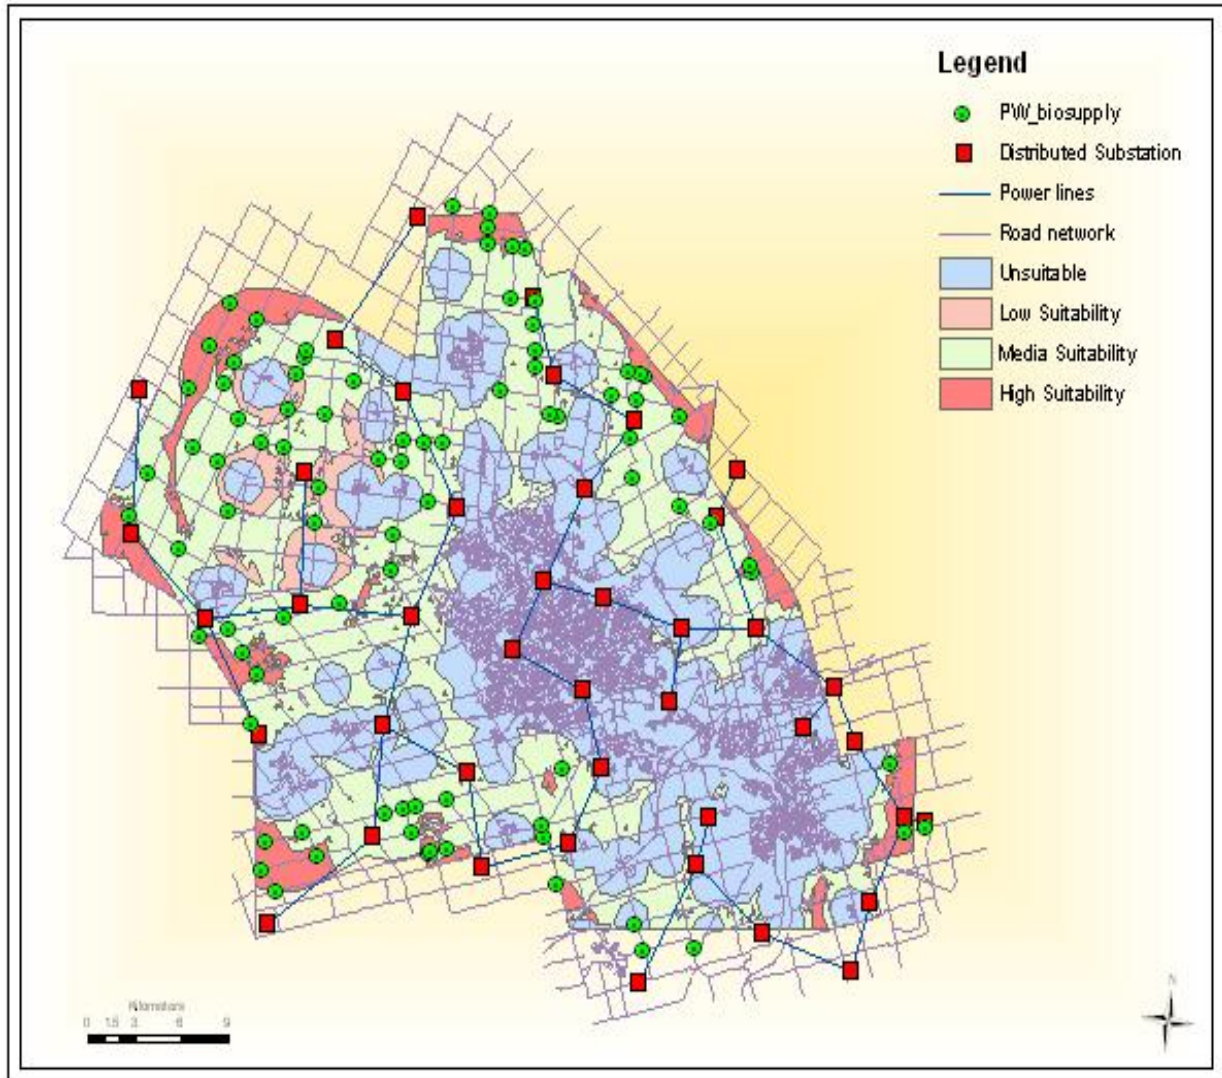 Legend
PW_biosupply
Distributed Substation
Power lines
Road network
Unsuitable
Low Suitability
Media Suitability
High Suitability
Kilometers
0 1.5 3 6 9
N